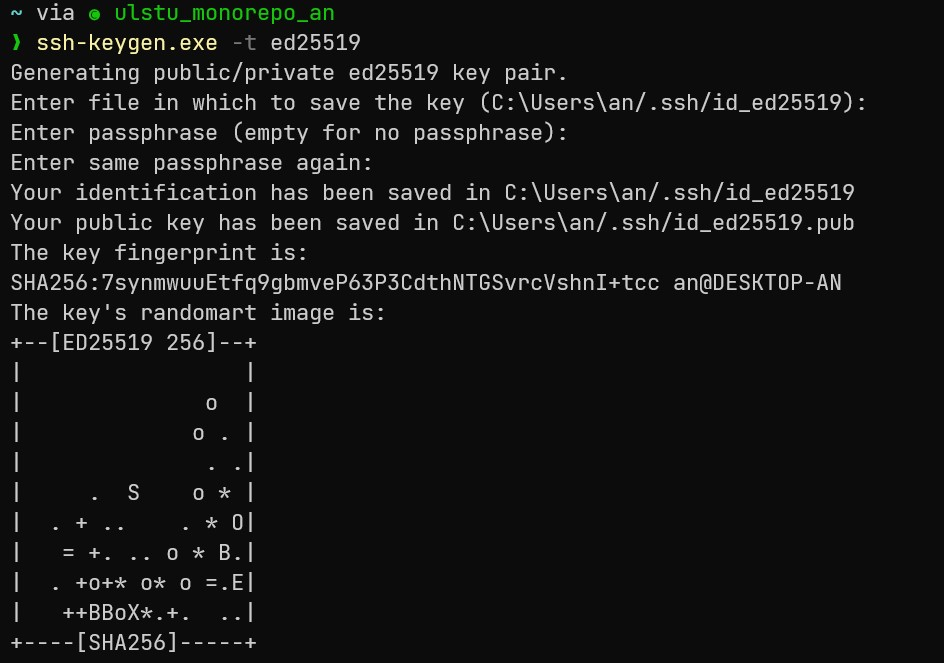 ~ via ◉ ulstu_monorepo_an
❯ ssh-keygen.exe -t ed25519
Generating public/private ed25519 key pair.
Enter file in which to save the key (C:\Users\an/.ssh/id_ed25519):
Enter passphrase (empty for no passphrase):
Enter same passphrase again:
Your identification has been saved in C:\Users\an/.ssh/id_ed25519
Your public key has been saved in C:\Users\an/.ssh/id_ed25519.pub
The key fingerprint is:
SHA256:7synmwuuEtfq9gbmveP63P3CdthNTGSvrcVshnI+tcc an@DESKTOP-AN
The key's randomart image is:
+--[ED25519 256]--+
|                 |
|              o  |
|             o . |
|              . .|
|     .  S    o * |
|  . + ..    . * O|
|   = +. .. o * B.|
|  . +o+* o* o =.E|
|   ++BBoX*.+.  ..|
+----[SHA256]-----+